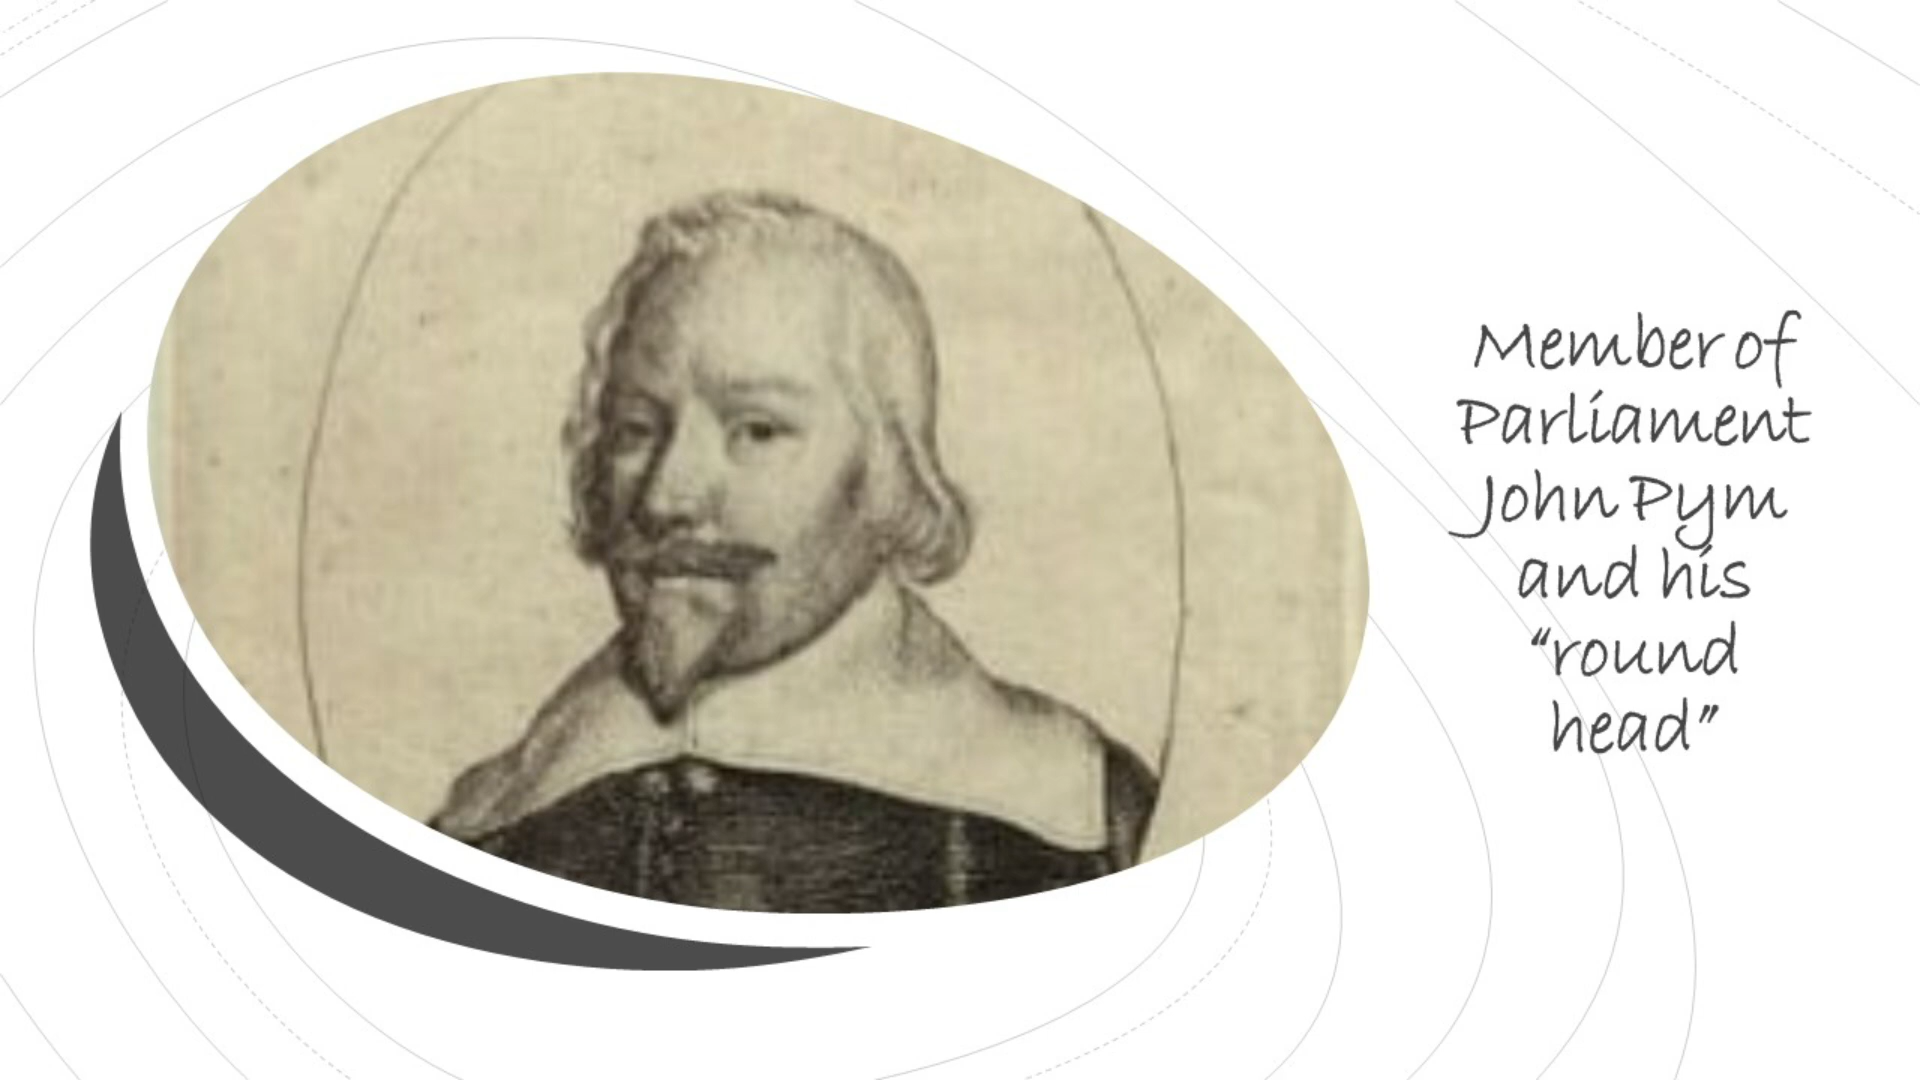 Member of
Parliament
John Pym
and his
“round
head”